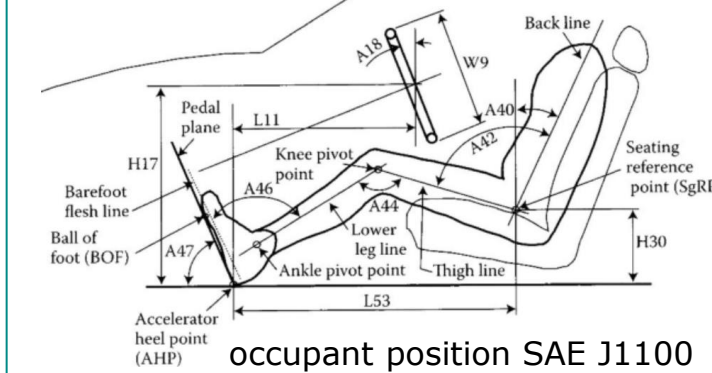 Back line
A18
W9
A40
Pedal
plane
L11
A42
H17
Knee pivot
point
Seating
reference
point (SgRP
Barefoot
flesh line
A46
A44
Ball of
foot (BOF)
Lower
leg line
H30
A47
Ankle pivot point
Thigh line
L53
Accelerator
heel point
(AHP)
occupant position SAE J1100